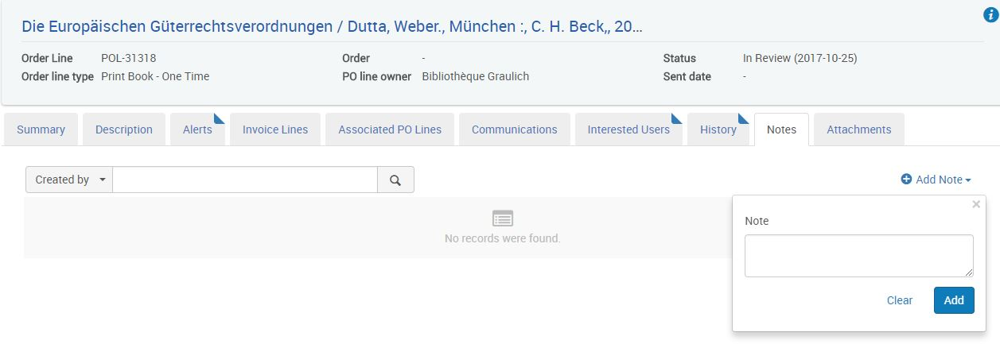 Die Europäischen Güterrechtsverordnungen / Dutta, Weber., München :, C. H. Beck,, 20...
Order Line POL-31318 Order - Status In Review (2017-10-25)
Order line type Print Book - One Time PO line owner Bibliothèque Graulich Sent date -
Summary Description Alerts Invoice Lines Associated PO Lines Communications Interested Users History Notes Attachments
Created by Add Note
No records were found.
×
Note
Clear Add